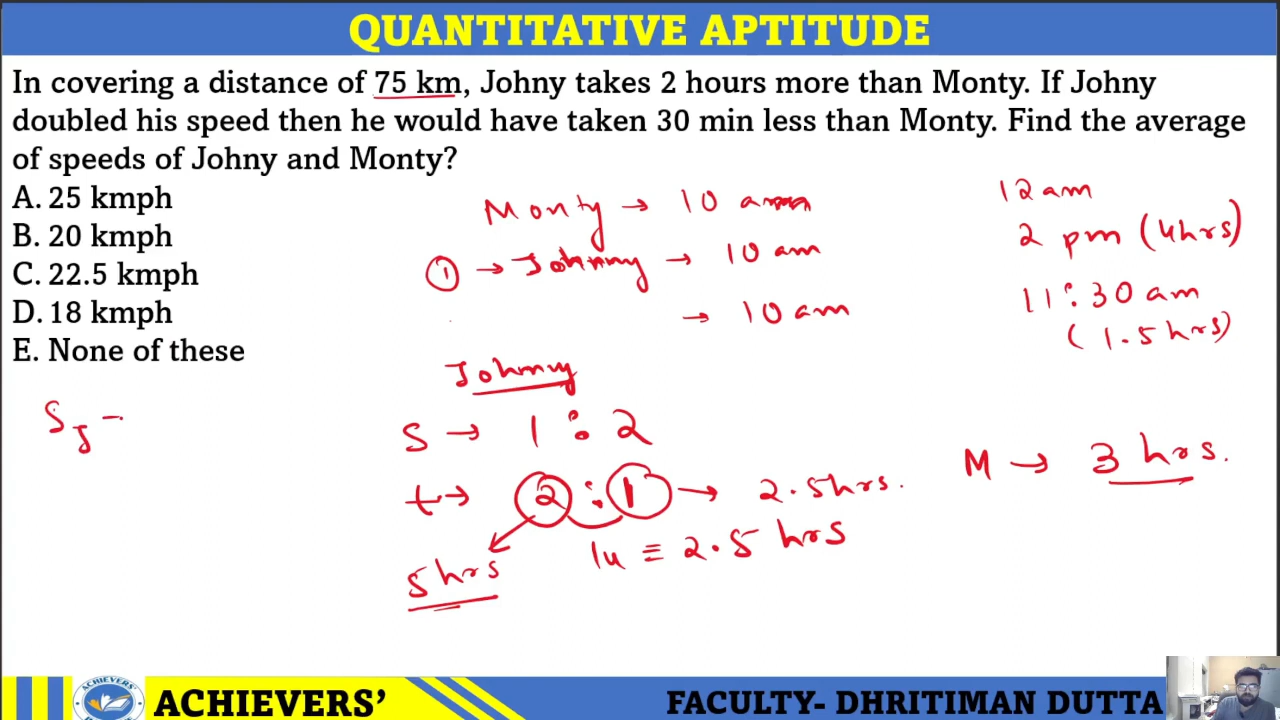 QUANTITATIVE APTITUDE
In covering a distance of 75 km, Johny takes 2 hours more than Monty. If Johny
doubled his speed then he would have taken 30 min less than Monty. Find the average
of speeds of Johny and Monty?
A. 25 kmph
B. 20 kmph
C. 22.5 kmph
D. 18 kmph
E. None of these
Monty → 10 am
12 am
① → Johnny → 10 am
2 pm (4hrs)
→ 10 am
11:30 am
(1.5 hrs)
Johnny
S_J -
S → 1 : 2
M → 3 hrs.
t → 2 : 1 → 2.5hrs.
5 hrs
1u ≡ 2.5 hrs
ACHIEVERS
ACHIEVERS’
FACULTY- DHRITIMAN DUTTA